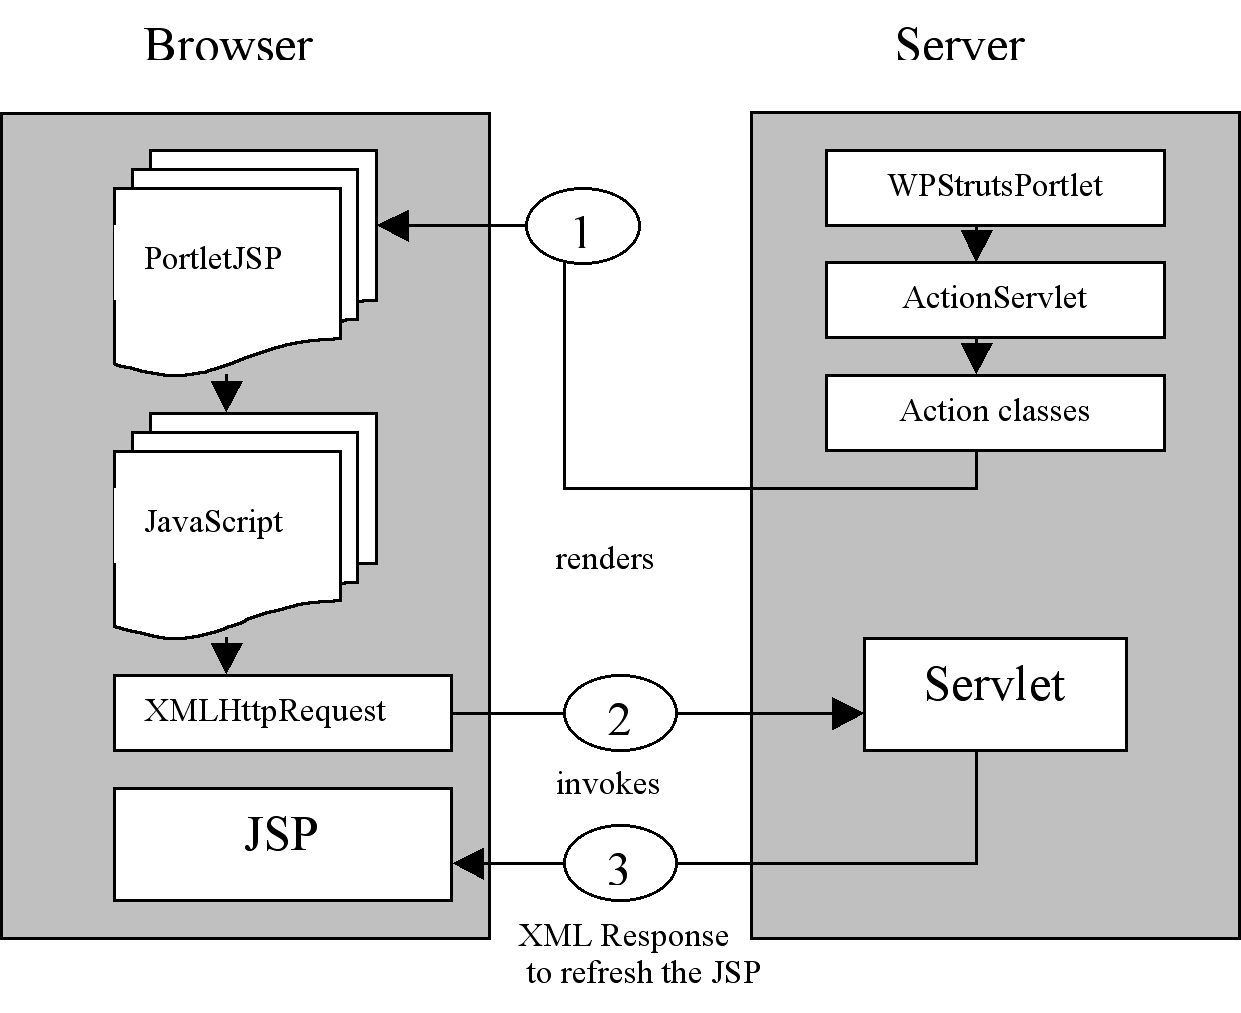 Browser
Server
WPStrutsPortlet
1
PortletJSP
ActionServlet
Action classes
JavaScript
renders
Servlet
XMLHttpRequest
2
invokes
JSP
3
XML Response
to refresh the JSP